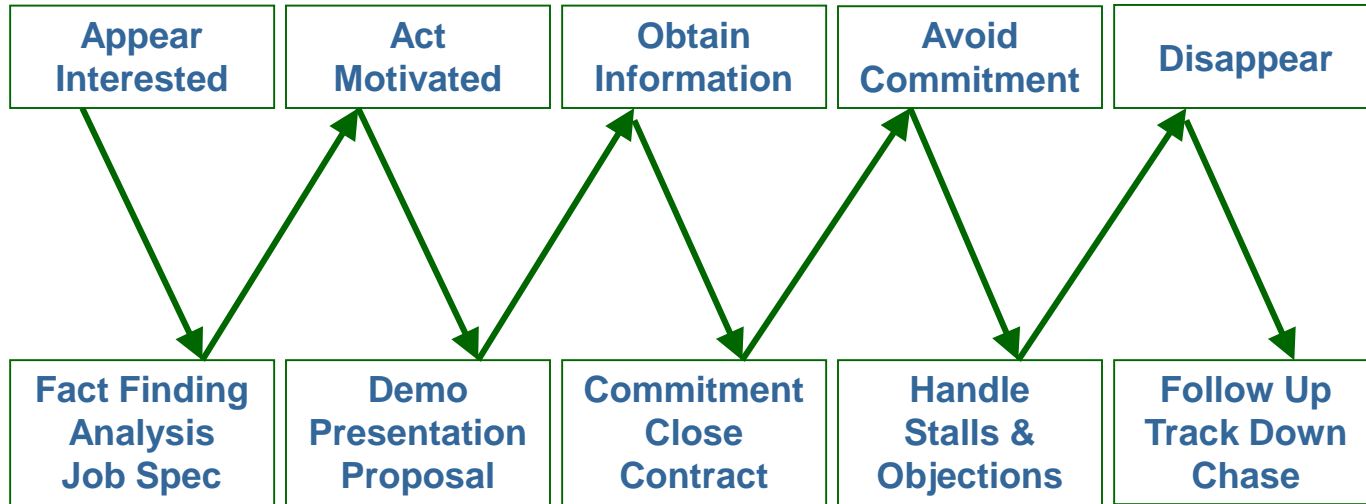 Appear
Interested
Act
Motivated
Obtain
Information
Avoid
Commitment
Disappear
Fact Finding
Analysis
Job Spec
Demo
Presentation
Proposal
Commitment
Close
Contract
Handle
Stalls &
Objections
Follow Up
Track Down
Chase